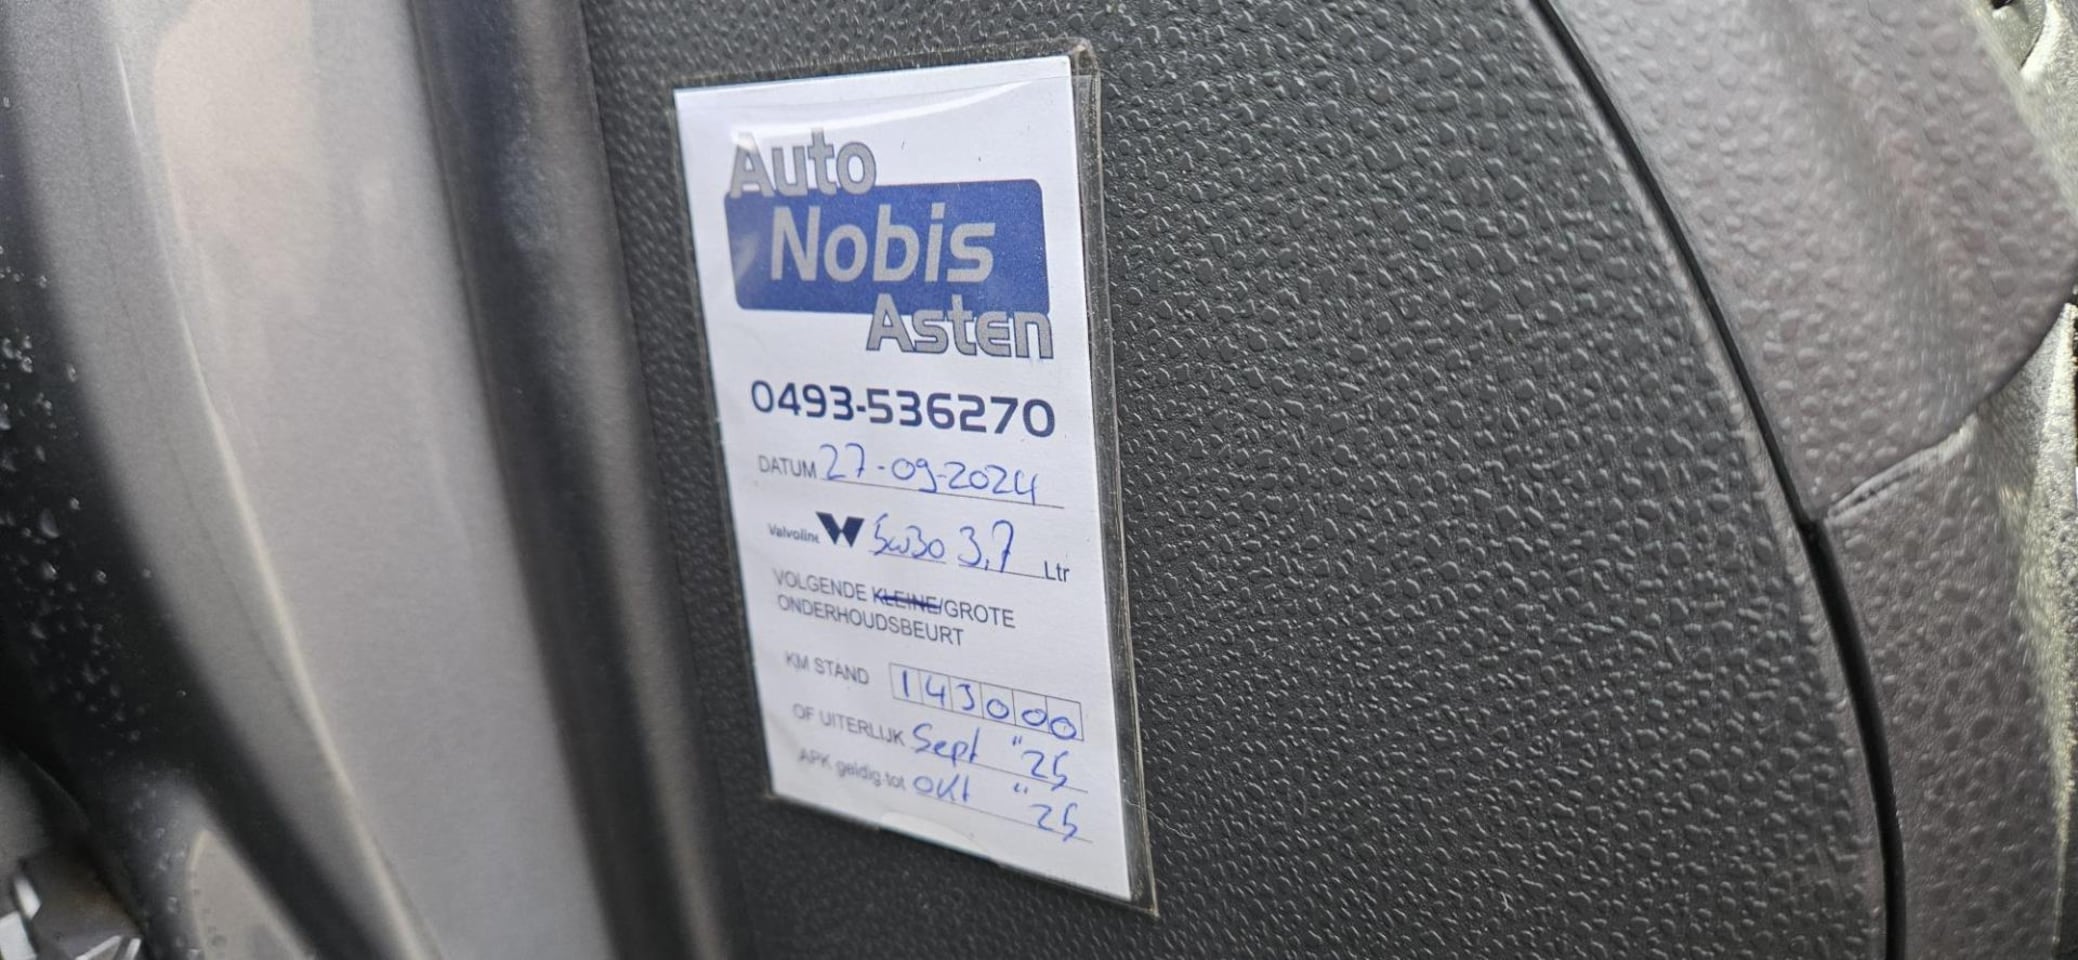 Auto
Nobis
Asten
0493-536270
DATUM 27-09-2024
Valvoline 5w30 3,7 Ltr
VOLGENDE KLEINE/GROTE
ONDERHOUDSBEURT
KM STAND 143000
OF UITERLIJK Sept "25
APK geldig tot okt "25